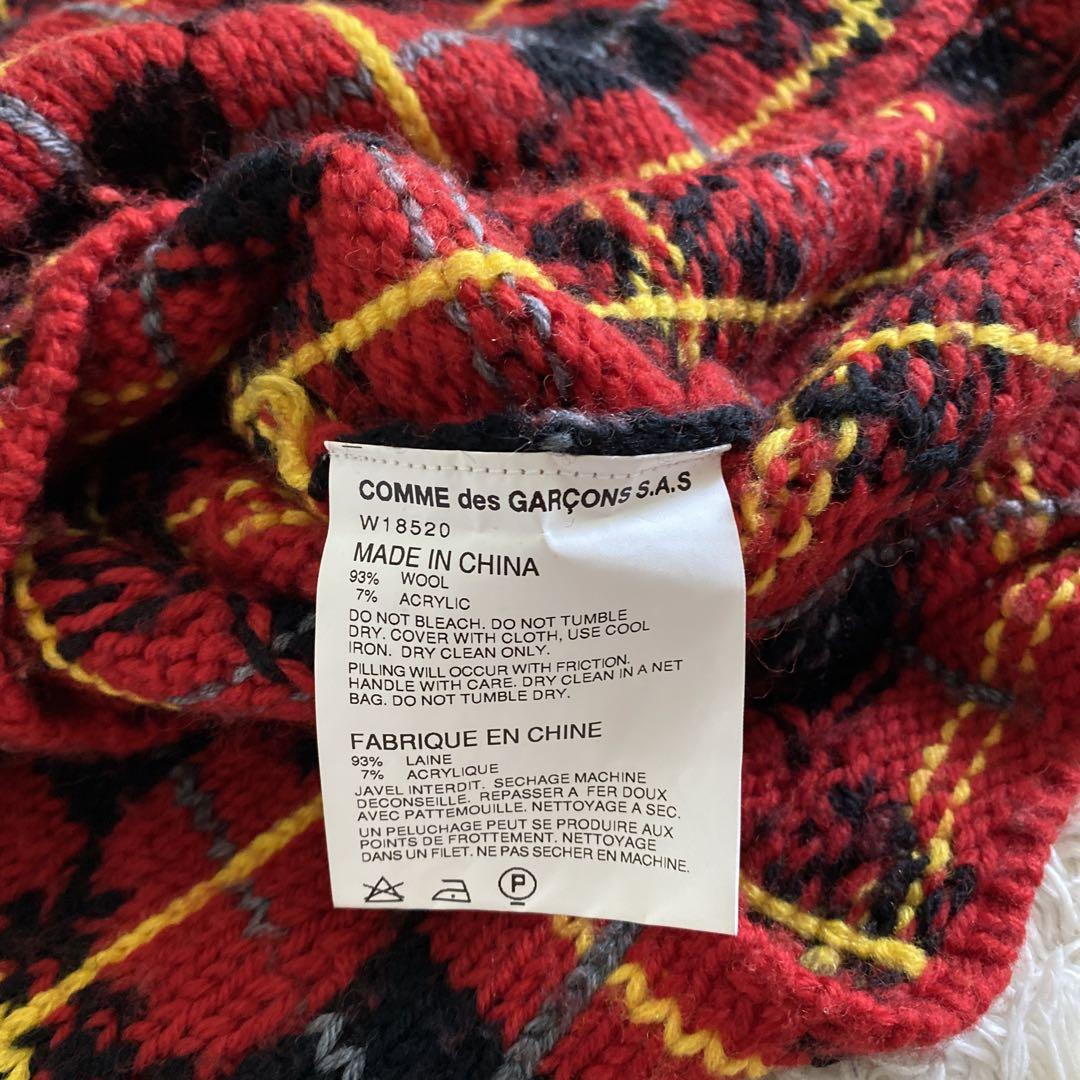 COMME des GARÇONS S.A.S
W18520
MADE IN CHINA
93% WOOL
7% ACRYLIC
DO NOT BLEACH. DO NOT TUMBLE
DRY. COVER WITH CLOTH, USE COOL
IRON. DRY CLEAN ONLY.
PILLING WILL OCCUR WITH FRICTION.
HANDLE WITH CARE. DRY CLEAN IN A NET
BAG. DO NOT TUMBLE DRY.
FABRIQUE EN CHINE
93% LAINE
7% ACRYLIQUE
JAVEL INTERDIT. SECHAGE MACHINE
DECONSEILLE. REPASSER A FER DOUX
AVEC PATTEMOUILLE. NETTOYAGE A SEC.
UN PELUCHAGE PEUT SE PRODUIRE AUX
POINTS DE FROTTEMENT. NETTOYAGE
DANS UN FILET. NE PAS SECHER EN MACHINE.
P